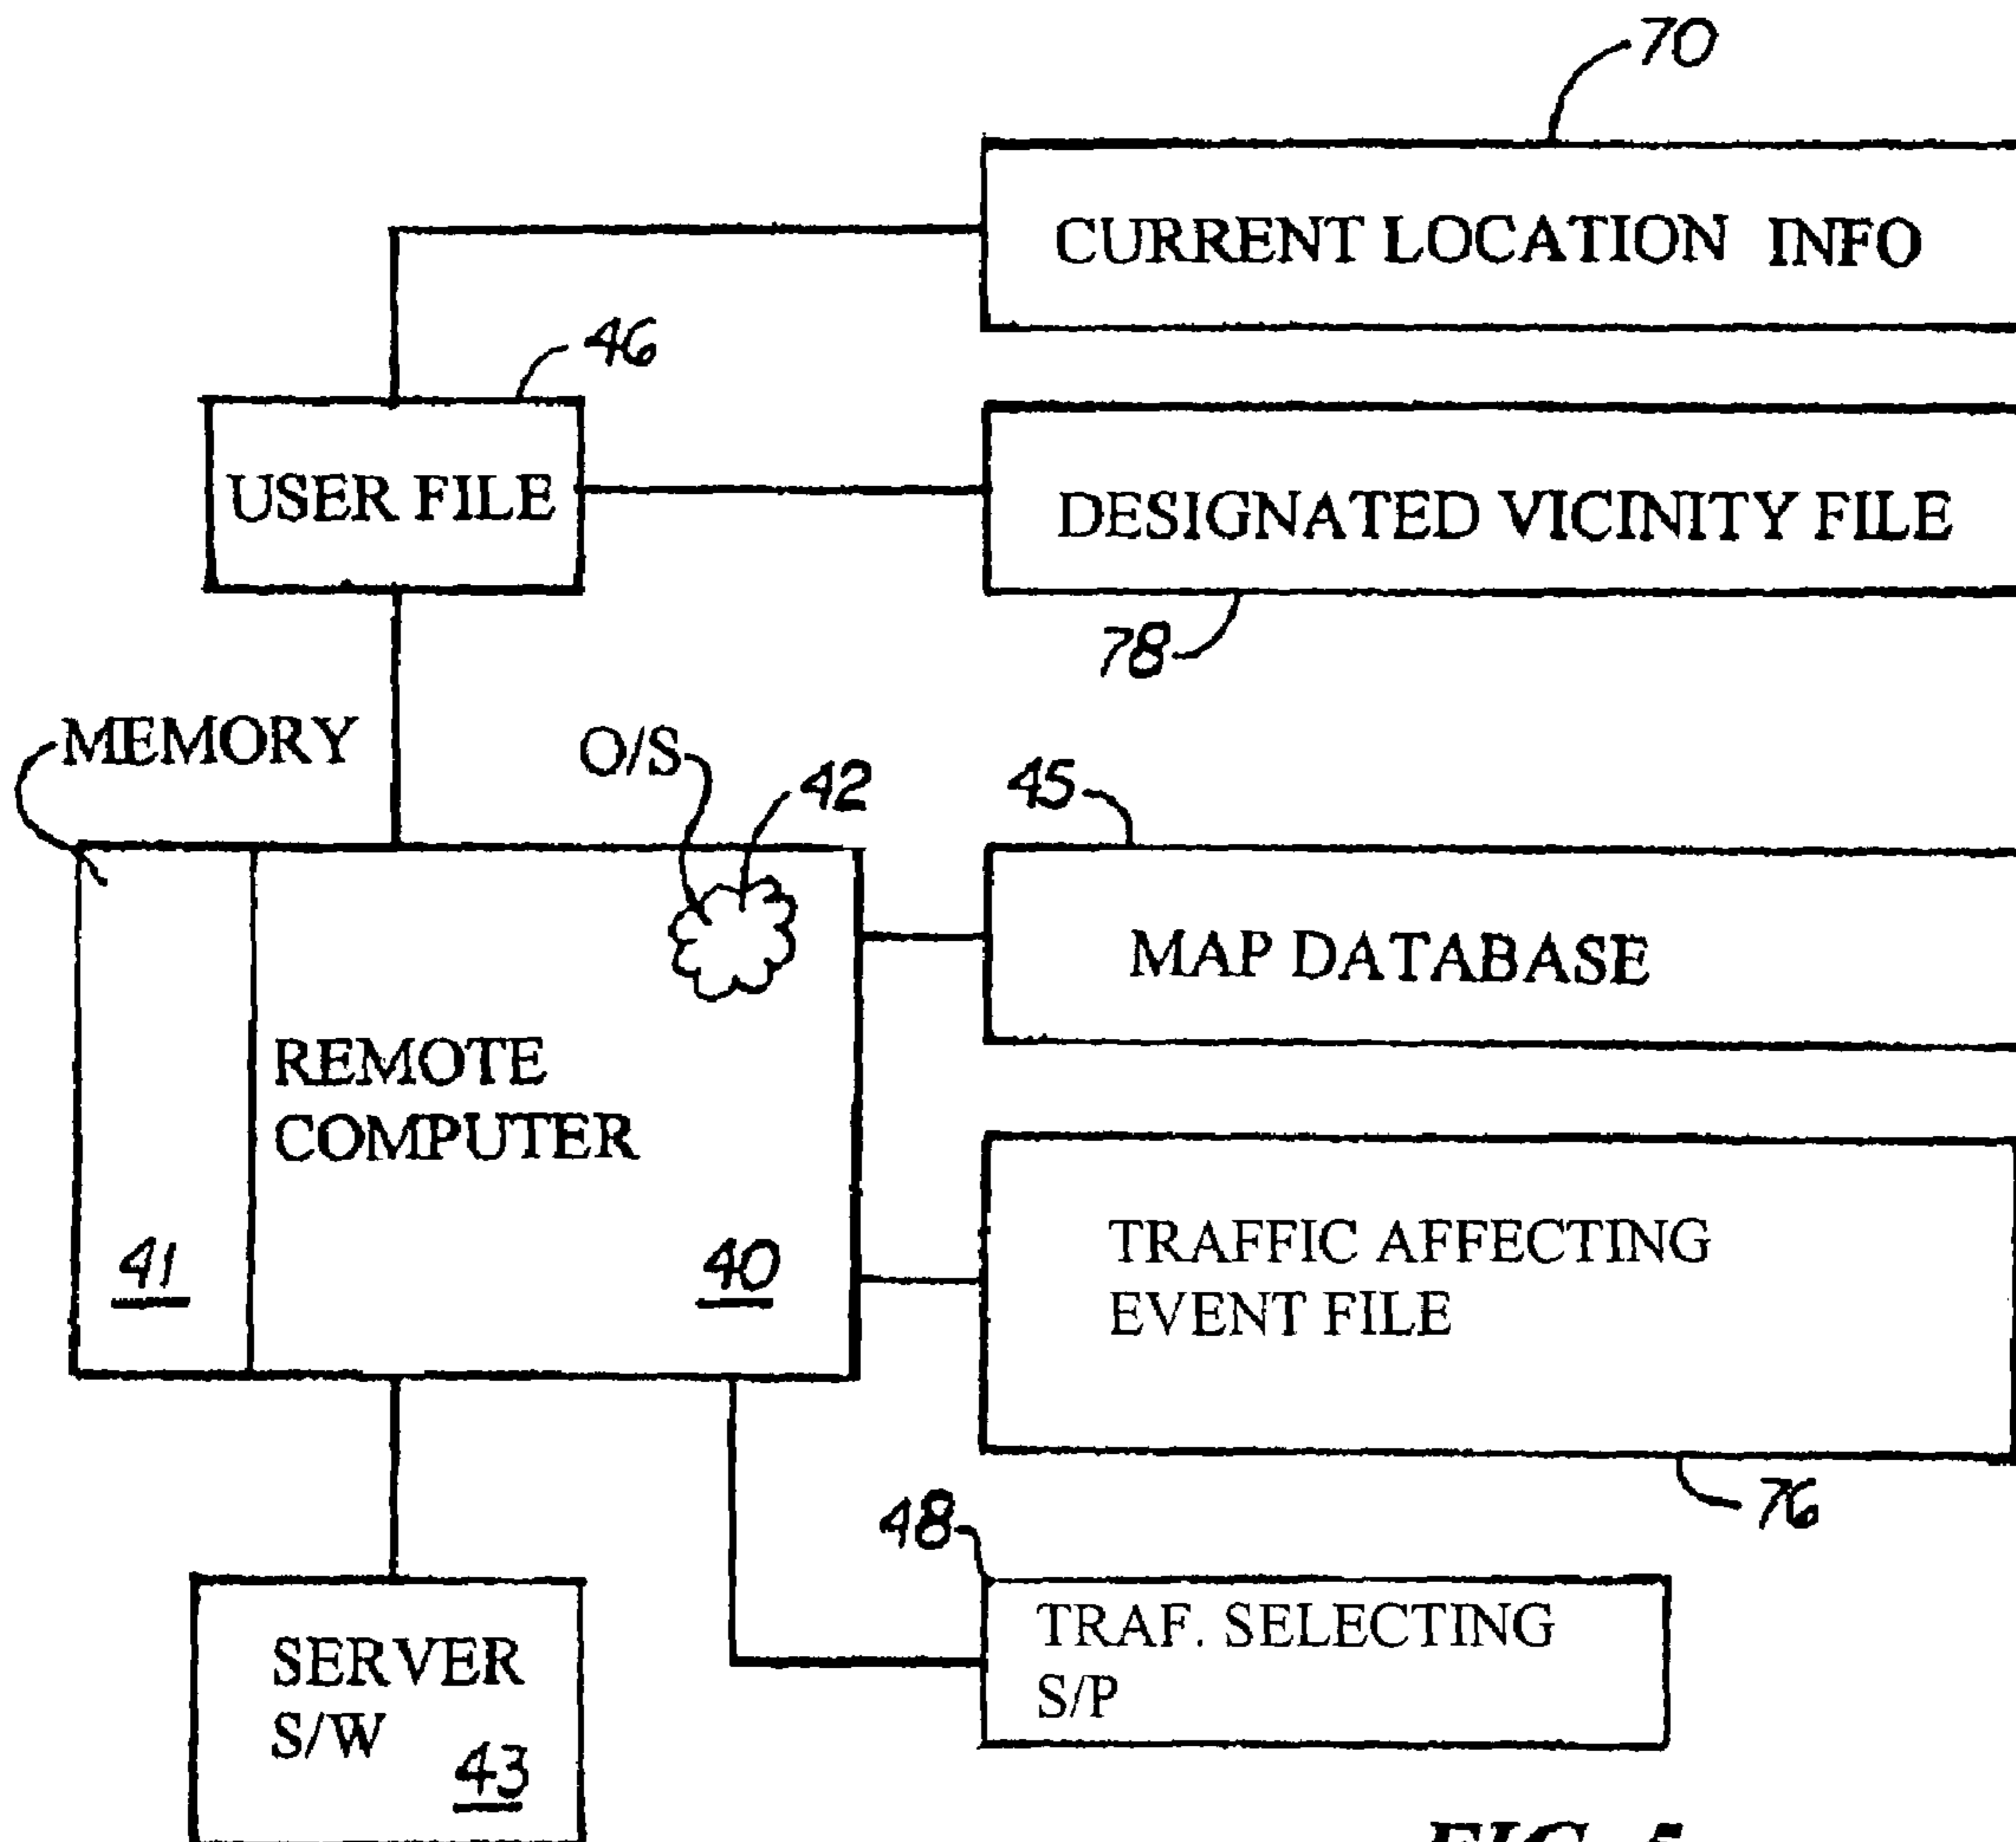 70
CURRENT LOCATION INFO
46
USER FILE
DESIGNATED VICINITY FILE
78
MEMORY
O/S
42
45
MAP DATABASE
REMOTE
COMPUTER
41
40
TRAFFIC AFFECTING
EVENT FILE
76
48
TRAF. SELECTING
S/P
SERVER
S/W
43